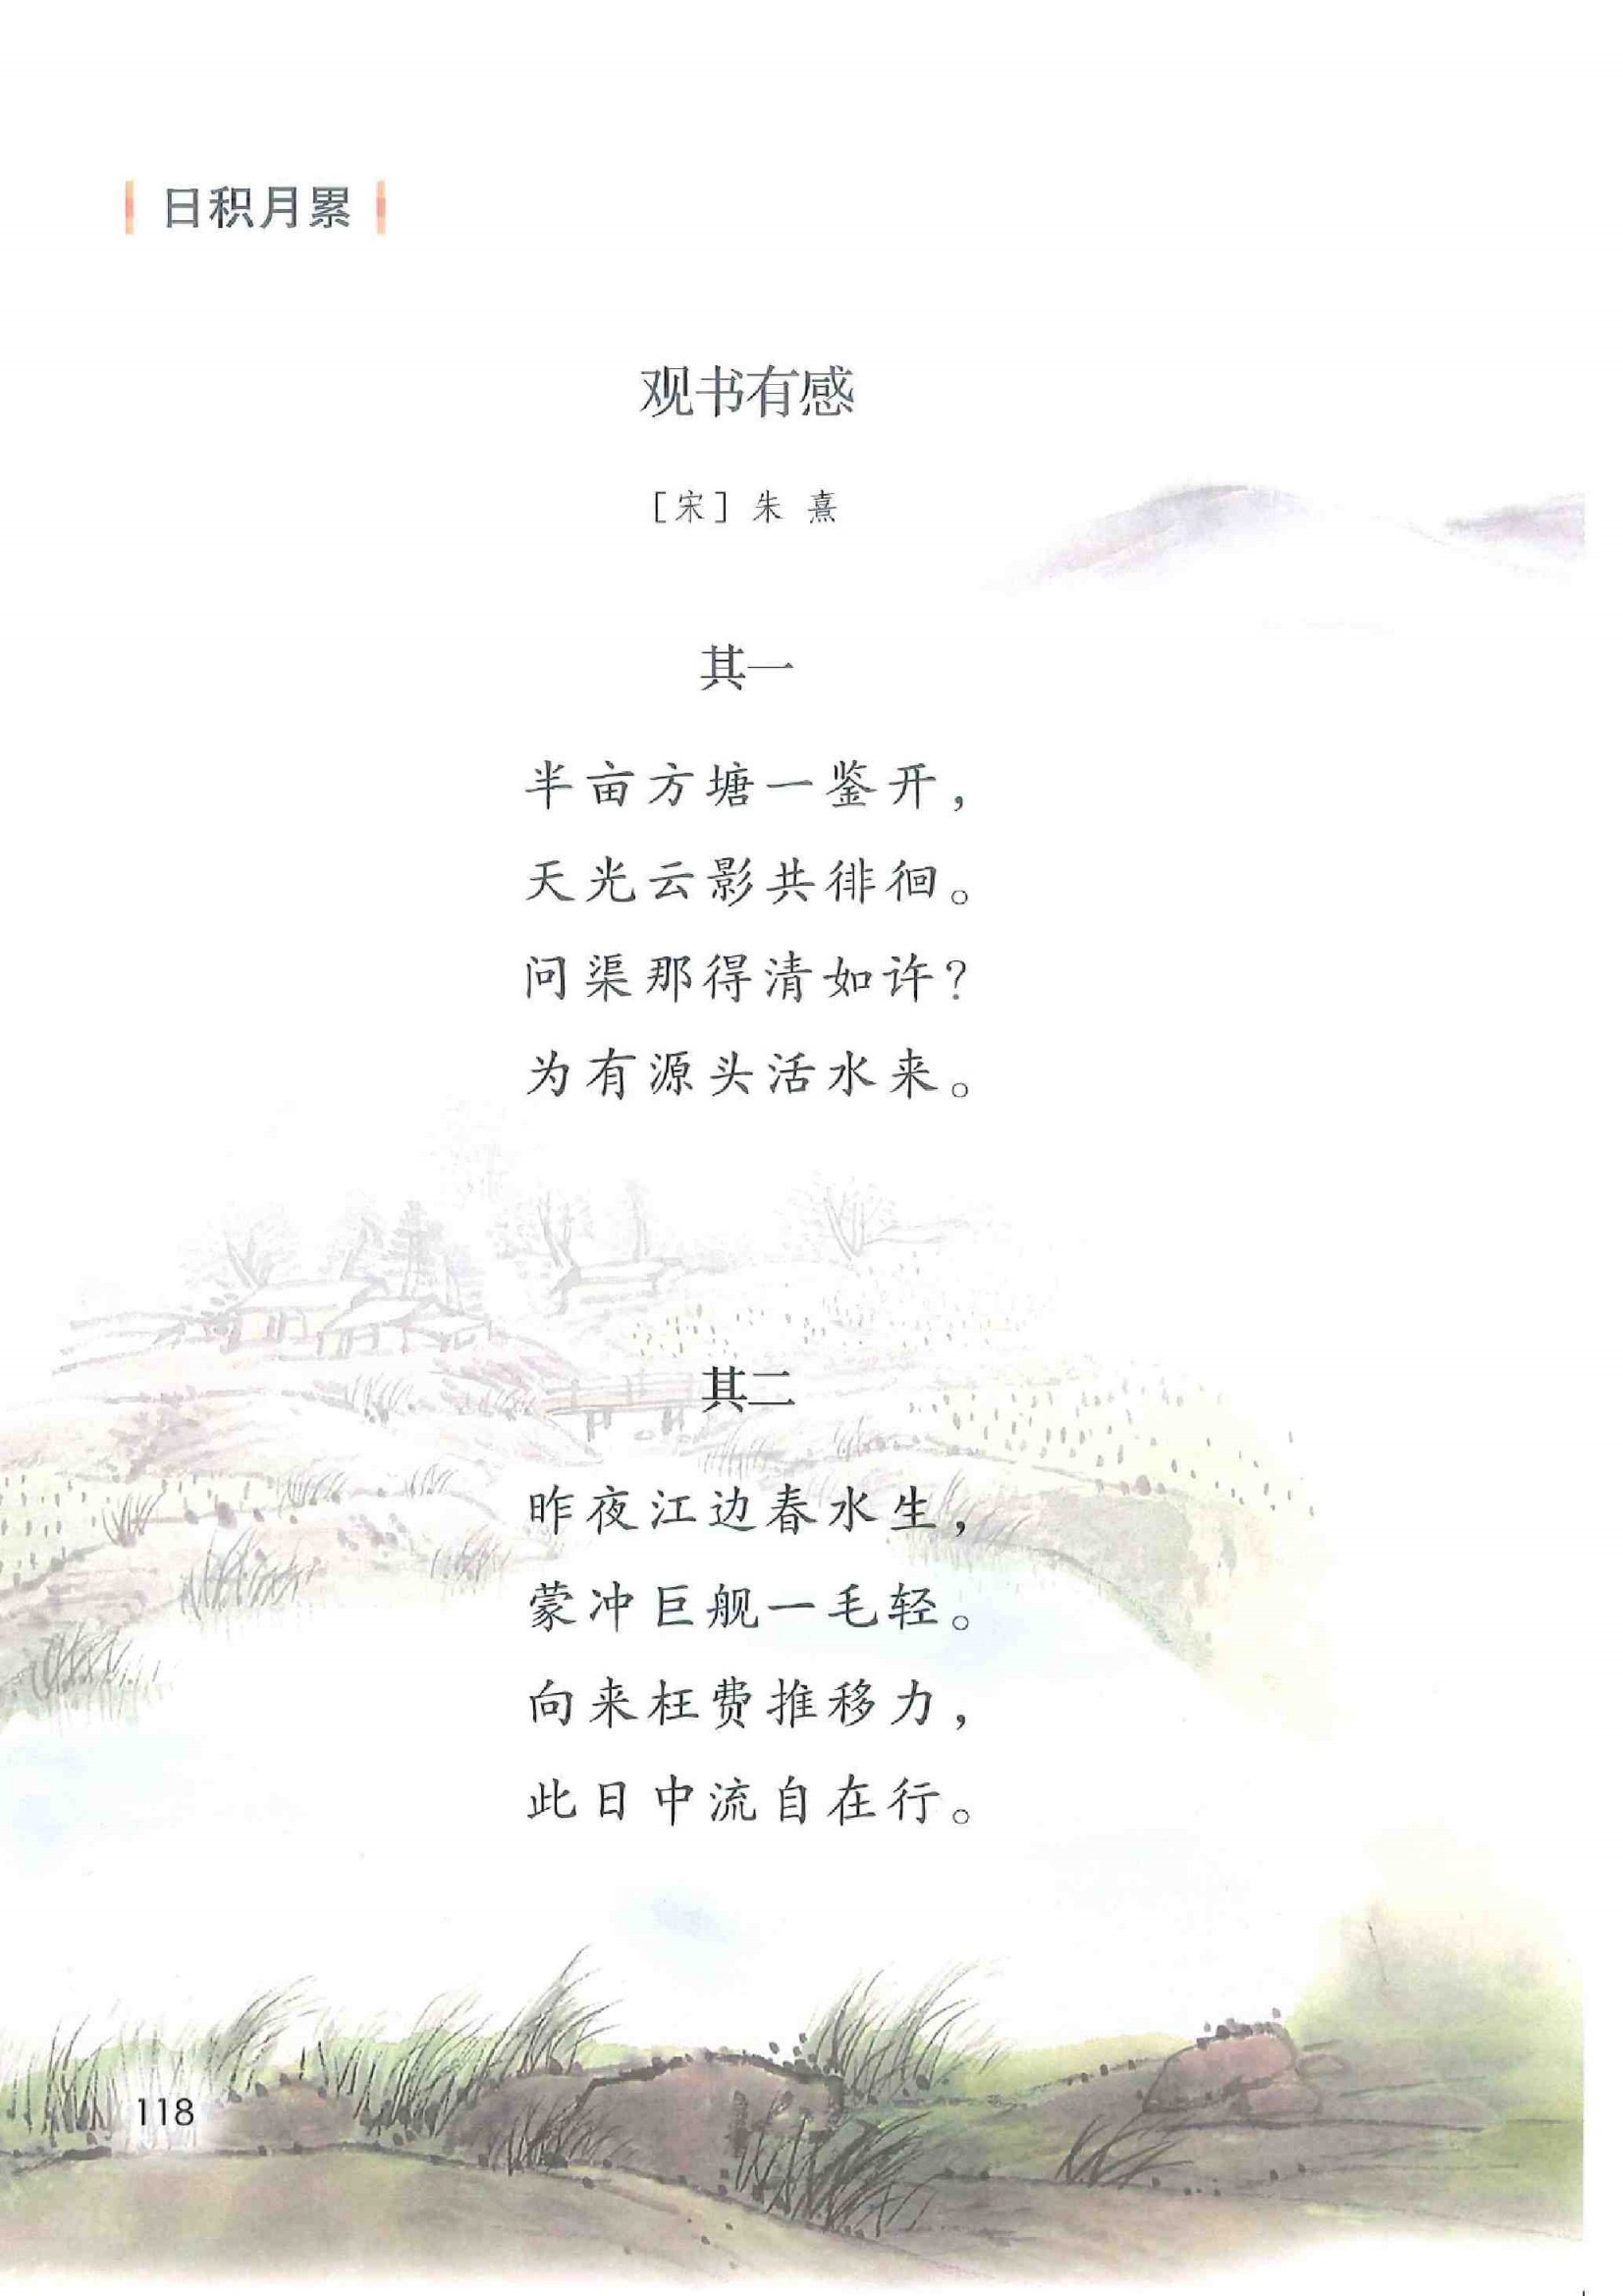 日积月累
观书有感
［宋］朱 熹
其一
半亩方塘一鉴开，
天光云影共徘徊。
问渠那得清如许？
为有源头活水来。
其二
昨夜江边春水生，
蒙冲巨舰一毛轻。
向来枉费推移力，
此日中流自在行。
118